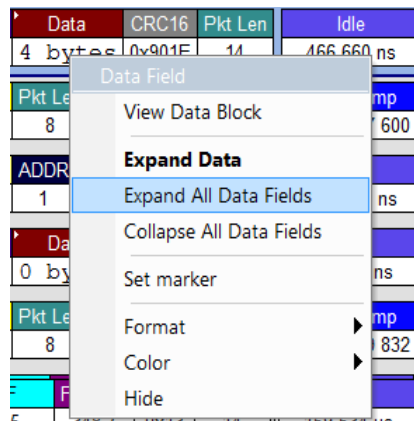 Data CRC16 Pkt Len Idle
4 bytes 0x901E 14 466.660 ns
Data Field
Pkt Le mp
View Data Block
8 600
Expand Data
ADDR
Expand All Data Fields
1 ns
Collapse All Data Fields
Da
0 by ns
Set marker
Pkt Le mp
Format
8 832
Color
F F
Hide